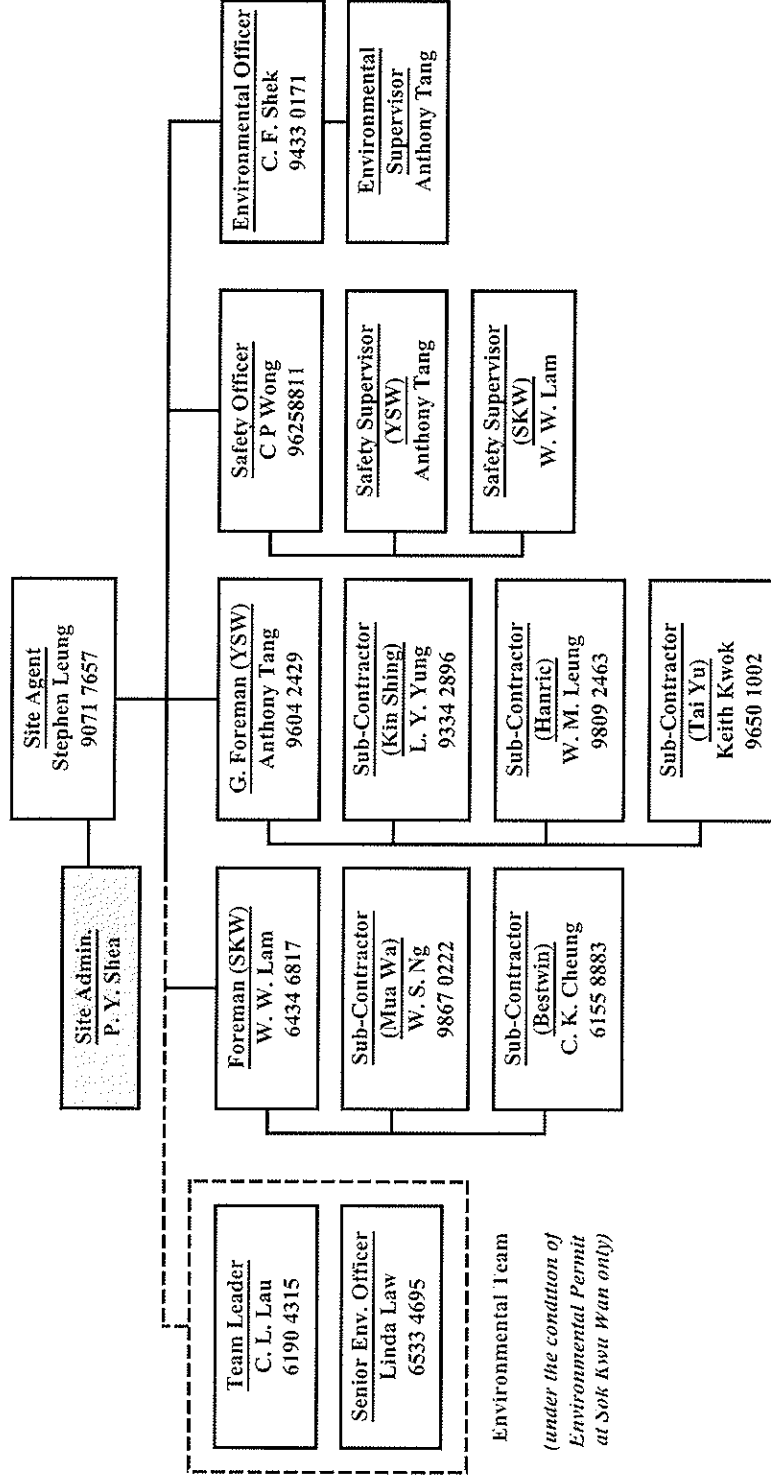 Site Agent
Stephen Leung
9071 7657
Site Admin.
P. Y. Shea
Team Leader
C. L. Lau
6190 4315
Senior Env. Officer
Linda Law
6533 4695
Environmental Team
(under the condition of
Environmental Permit
at Sok Kwu Wan only)
Foreman (SKW)
W. W. Lam
6434 6817
Sub-Contractor
(Mua Wa)
W. S. Ng
9867 0222
Sub-Contractor
(Bestwin)
C. K. Cheung
6155 8883
G. Foreman (YSW)
Anthony Tang
9604 2429
Sub-Contractor
(Kin Shing)
L. Y. Yung
9334 2896
Sub-Contractor
(Hanric)
W. M. Leung
9809 2463
Sub-Contractor
(Tai Yu)
Keith Kwok
9650 1002
Safety Officer
C P Wong
96258811
Safety Supervisor
(YSW)
Anthony Tang
Safety Supervisor
(SKW)
W. W. Lam
Environmental Officer
C. F. Shek
9433 0171
Environmental
Supervisor
Anthony Tang